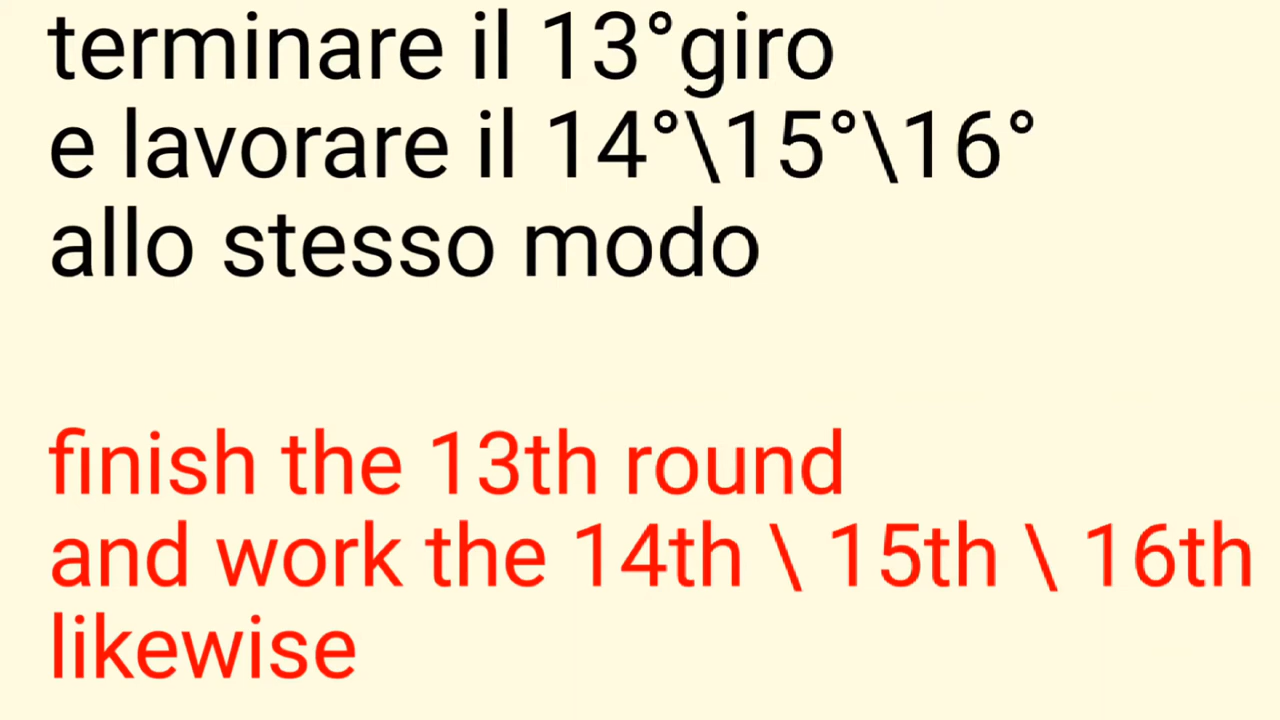 terminare il 13°giro
e lavorare il 14°\15°\16°
allo stesso modo
finish the 13th round
and work the 14th \ 15th \ 16th
likewise